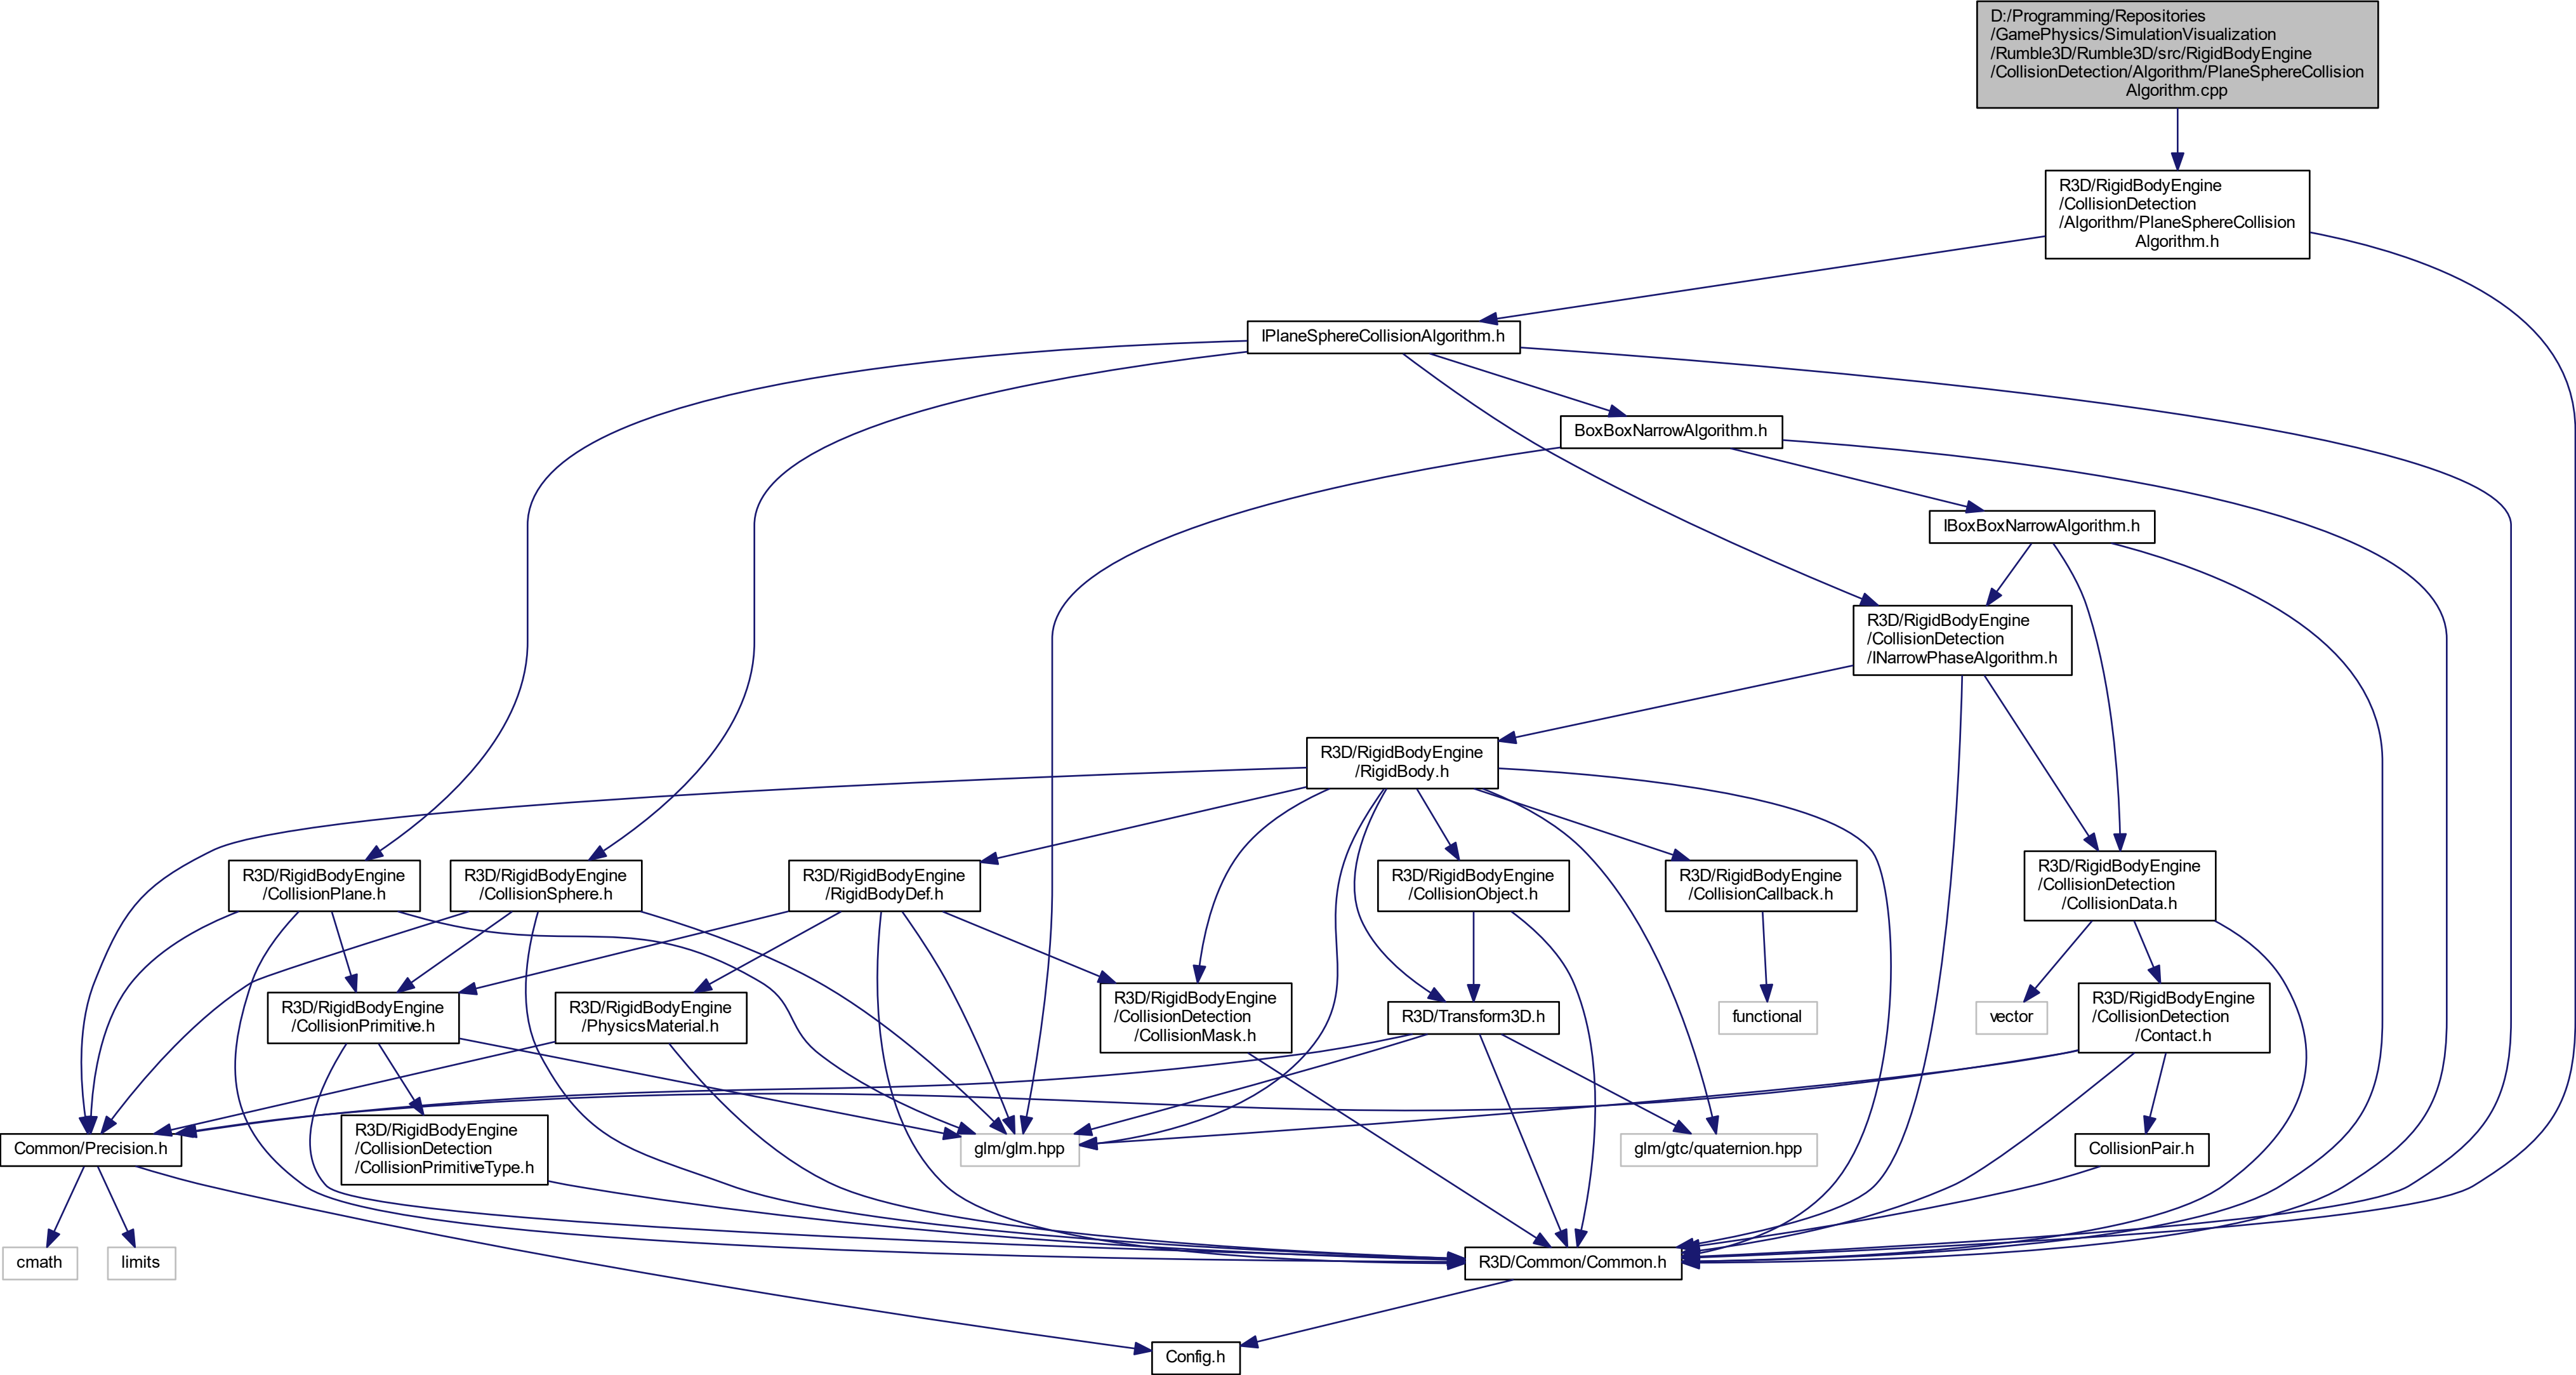 D:/Programming/Repositories
/GamePhysics/SimulationVisualization
/Rumble3D/Rumble3D/src/RigidBodyEngine
/CollisionDetection/Algorithm/PlaneSphereCollision
Algorithm.cpp
R3D/RigidBodyEngine
/CollisionDetection
/Algorithm/PlaneSphereCollision
Algorithm.h
IPlaneSphereCollisionAlgorithm.h
BoxBoxNarrowAlgorithm.h
IBoxBoxNarrowAlgorithm.h
R3D/RigidBodyEngine
/CollisionDetection
/INarrowPhaseAlgorithm.h
R3D/RigidBodyEngine
/RigidBody.h
R3D/RigidBodyEngine
/CollisionPlane.h
R3D/RigidBodyEngine
/CollisionSphere.h
R3D/RigidBodyEngine
/RigidBodyDef.h
R3D/RigidBodyEngine
/CollisionObject.h
R3D/RigidBodyEngine
/CollisionCallback.h
R3D/RigidBodyEngine
/CollisionDetection
/CollisionData.h
R3D/RigidBodyEngine
/CollisionPrimitive.h
R3D/RigidBodyEngine
/PhysicsMaterial.h
R3D/RigidBodyEngine
/CollisionDetection
/CollisionMask.h
R3D/Transform3D.h
functional
vector
R3D/RigidBodyEngine
/CollisionDetection
/Contact.h
Common/Precision.h
R3D/RigidBodyEngine
/CollisionDetection
/CollisionPrimitiveType.h
glm/glm.hpp
glm/gtc/quaternion.hpp
CollisionPair.h
cmath
limits
R3D/Common/Common.h
Config.h